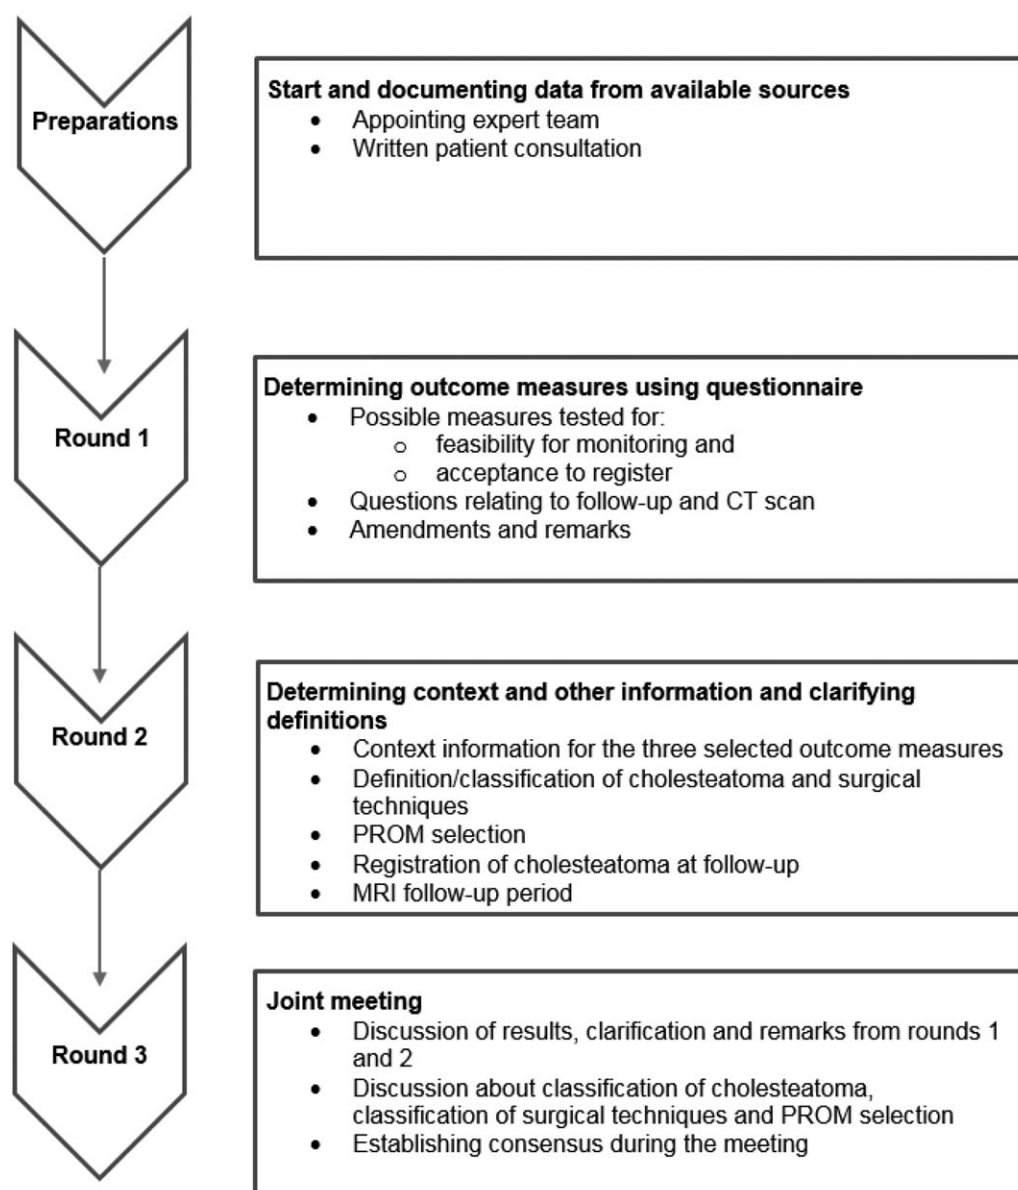 Preparations
Start and documenting data from available sources
• Appointing expert team
• Written patient consultation
Round 1
Determining outcome measures using questionnaire
• Possible measures tested for:
o feasibility for monitoring and
o acceptance to register
• Questions relating to follow-up and CT scan
• Amendments and remarks
Round 2
Determining context and other information and clarifying
definitions
• Context information for the three selected outcome measures
• Definition/classification of cholesteatoma and surgical
techniques
• PROM selection
• Registration of cholesteatoma at follow-up
• MRI follow-up period
Round 3
Joint meeting
• Discussion of results, clarification and remarks from rounds 1
and 2
• Discussion about classification of cholesteatoma,
classification of surgical techniques and PROM selection
• Establishing consensus during the meeting